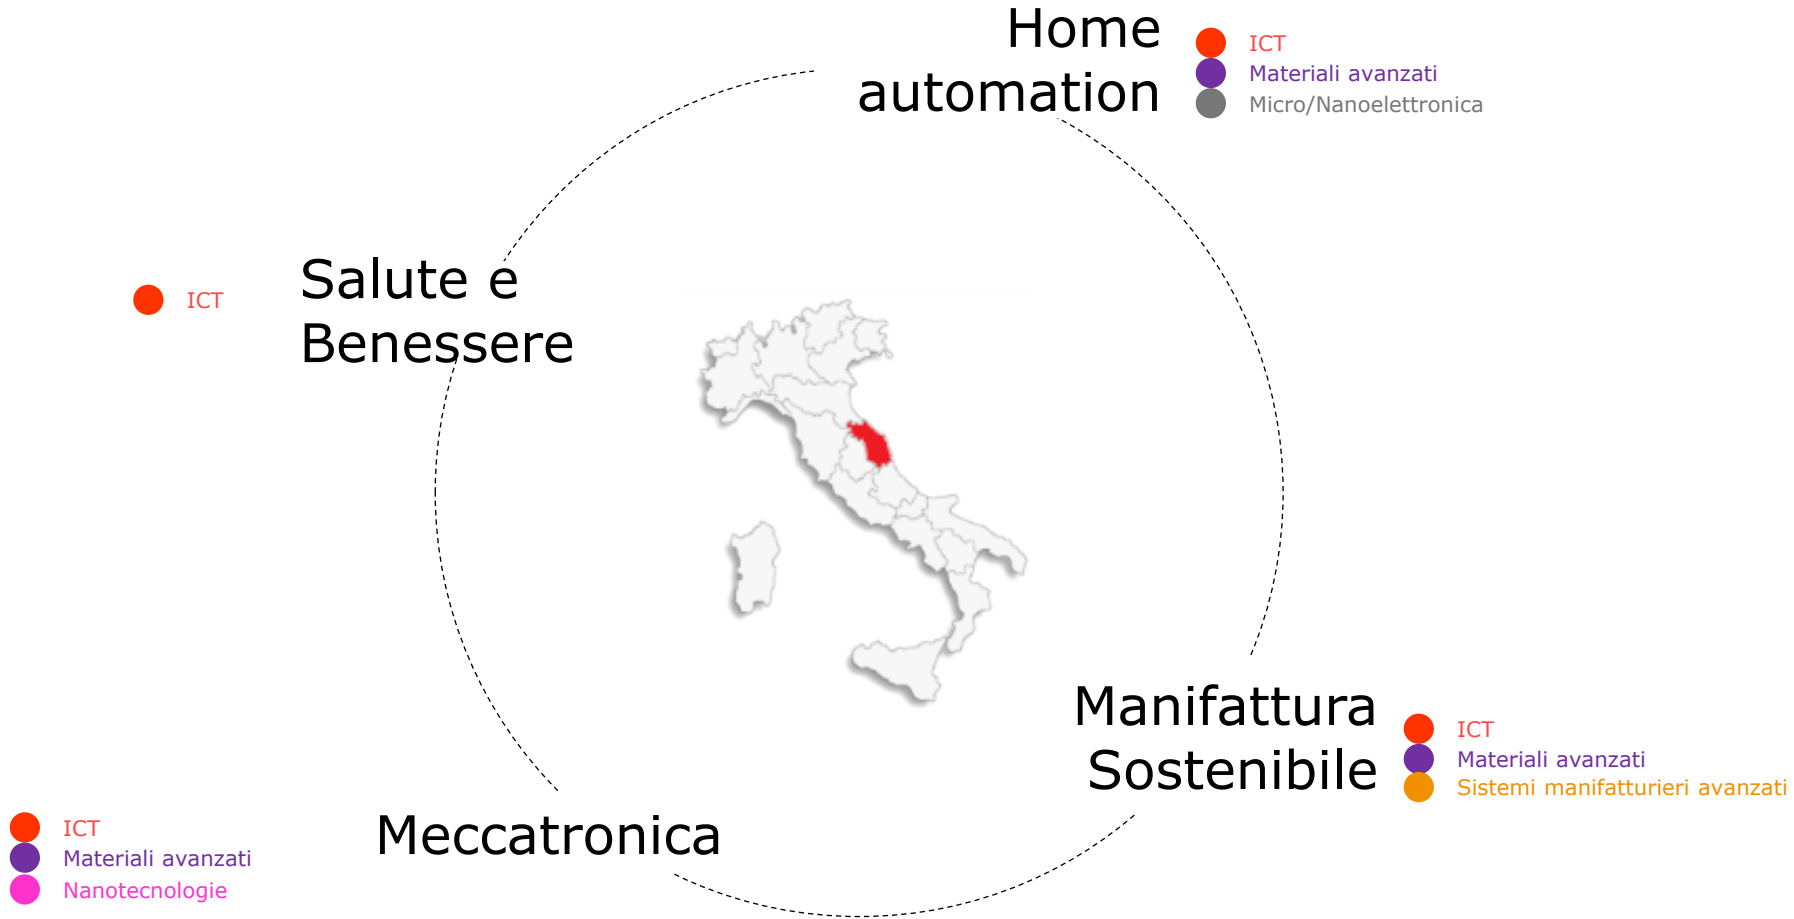 Home
automation
ICT
Materiali avanzati
Micro/Nanoelettronica
Salute e
Benessere
ICT
Manifattura
Sostenibile
ICT
Materiali avanzati
Sistemi manifatturieri avanzati
Meccatronica
ICT
Materiali avanzati
Nanotecnologie